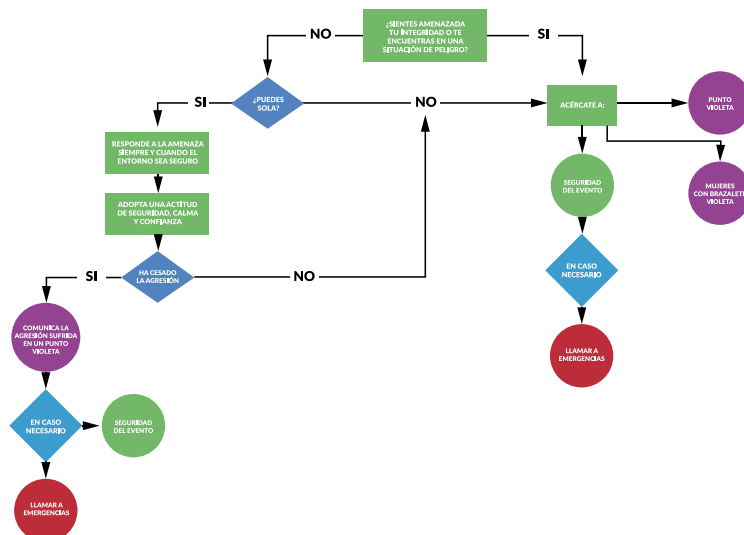 ¿SIENTES AMENAZADA
TU INTEGRIDAD O TE
ENCUENTRAS EN UNA
SITUACIÓN DE PELIGRO?
NO
SI
¿PUEDES
SOLA?
SI
NO
ACÉRCATE A:
PUNTO
VIOLETA
RESPONDE A LA AMENAZA
SIEMPRE Y CUANDO EL
ENTORNO SEA SEGURO
SEGURIDAD
DEL EVENTO
MUJERES
CON BRAZALETE
VIOLETA
ADOPTA UNA ACTITUD
DE SEGURIDAD, CALMA
Y CONFIANZA
HA CESADO
LA AGRESIÓN
SI
NO
EN CASO
NECESARIO
COMUNICA LA
AGRESIÓN SUFRIDA
EN UN PUNTO
VIOLETA
LLAMAR A
EMERGENCIAS
EN CASO
NECESARIO
SEGURIDAD
DEL EVENTO
LLAMAR A
EMERGENCIAS